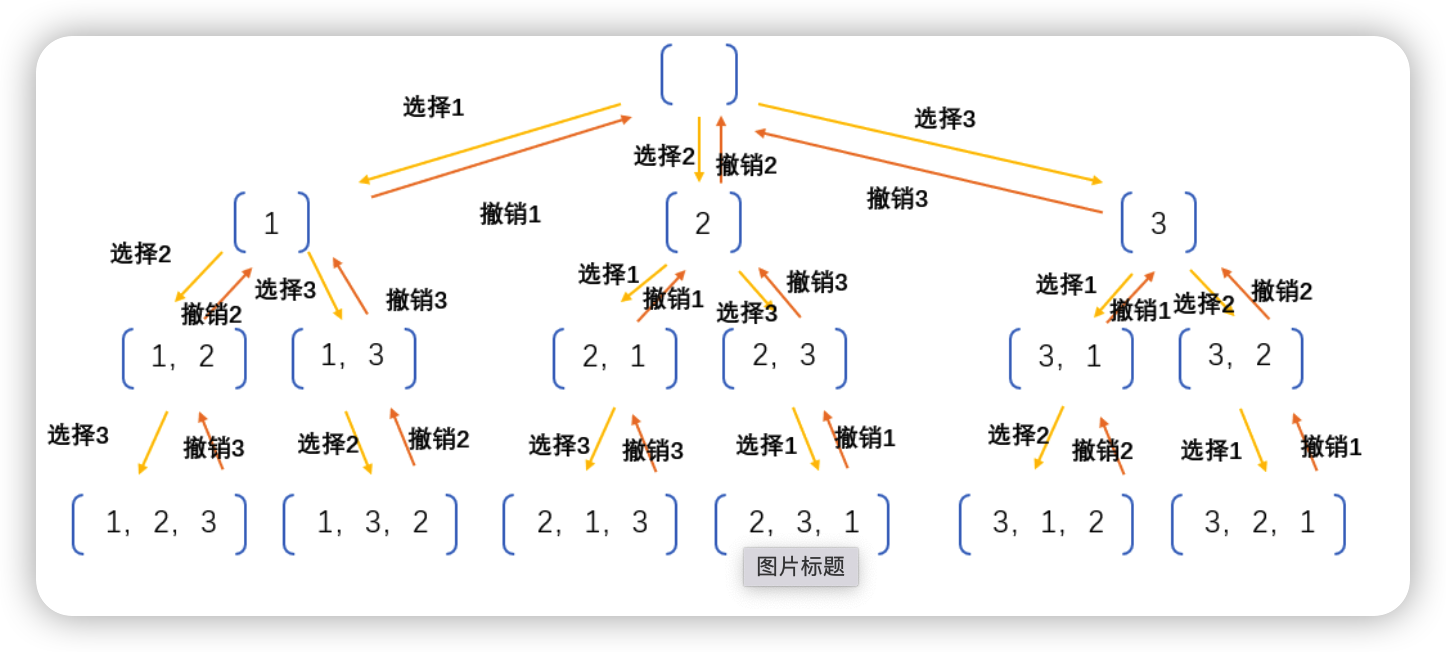 选择1
选择3
选择2
撤销2
撤销3
撤销1
1
2
3
选择2
撤销2
选择3
撤销3
选择1
撤销1
选择3
撤销3
选择1
撤销1
选择2
撤销2
1, 2
1, 3
2, 1
2, 3
3, 1
3, 2
选择3
撤销3
选择2
撤销2
选择3
撤销3
选择1
撤销1
选择2
撤销2
选择1
撤销1
1, 2, 3
1, 3, 2
2, 1, 3
2, 3, 1
3, 1, 2
3, 2, 1
图片标题